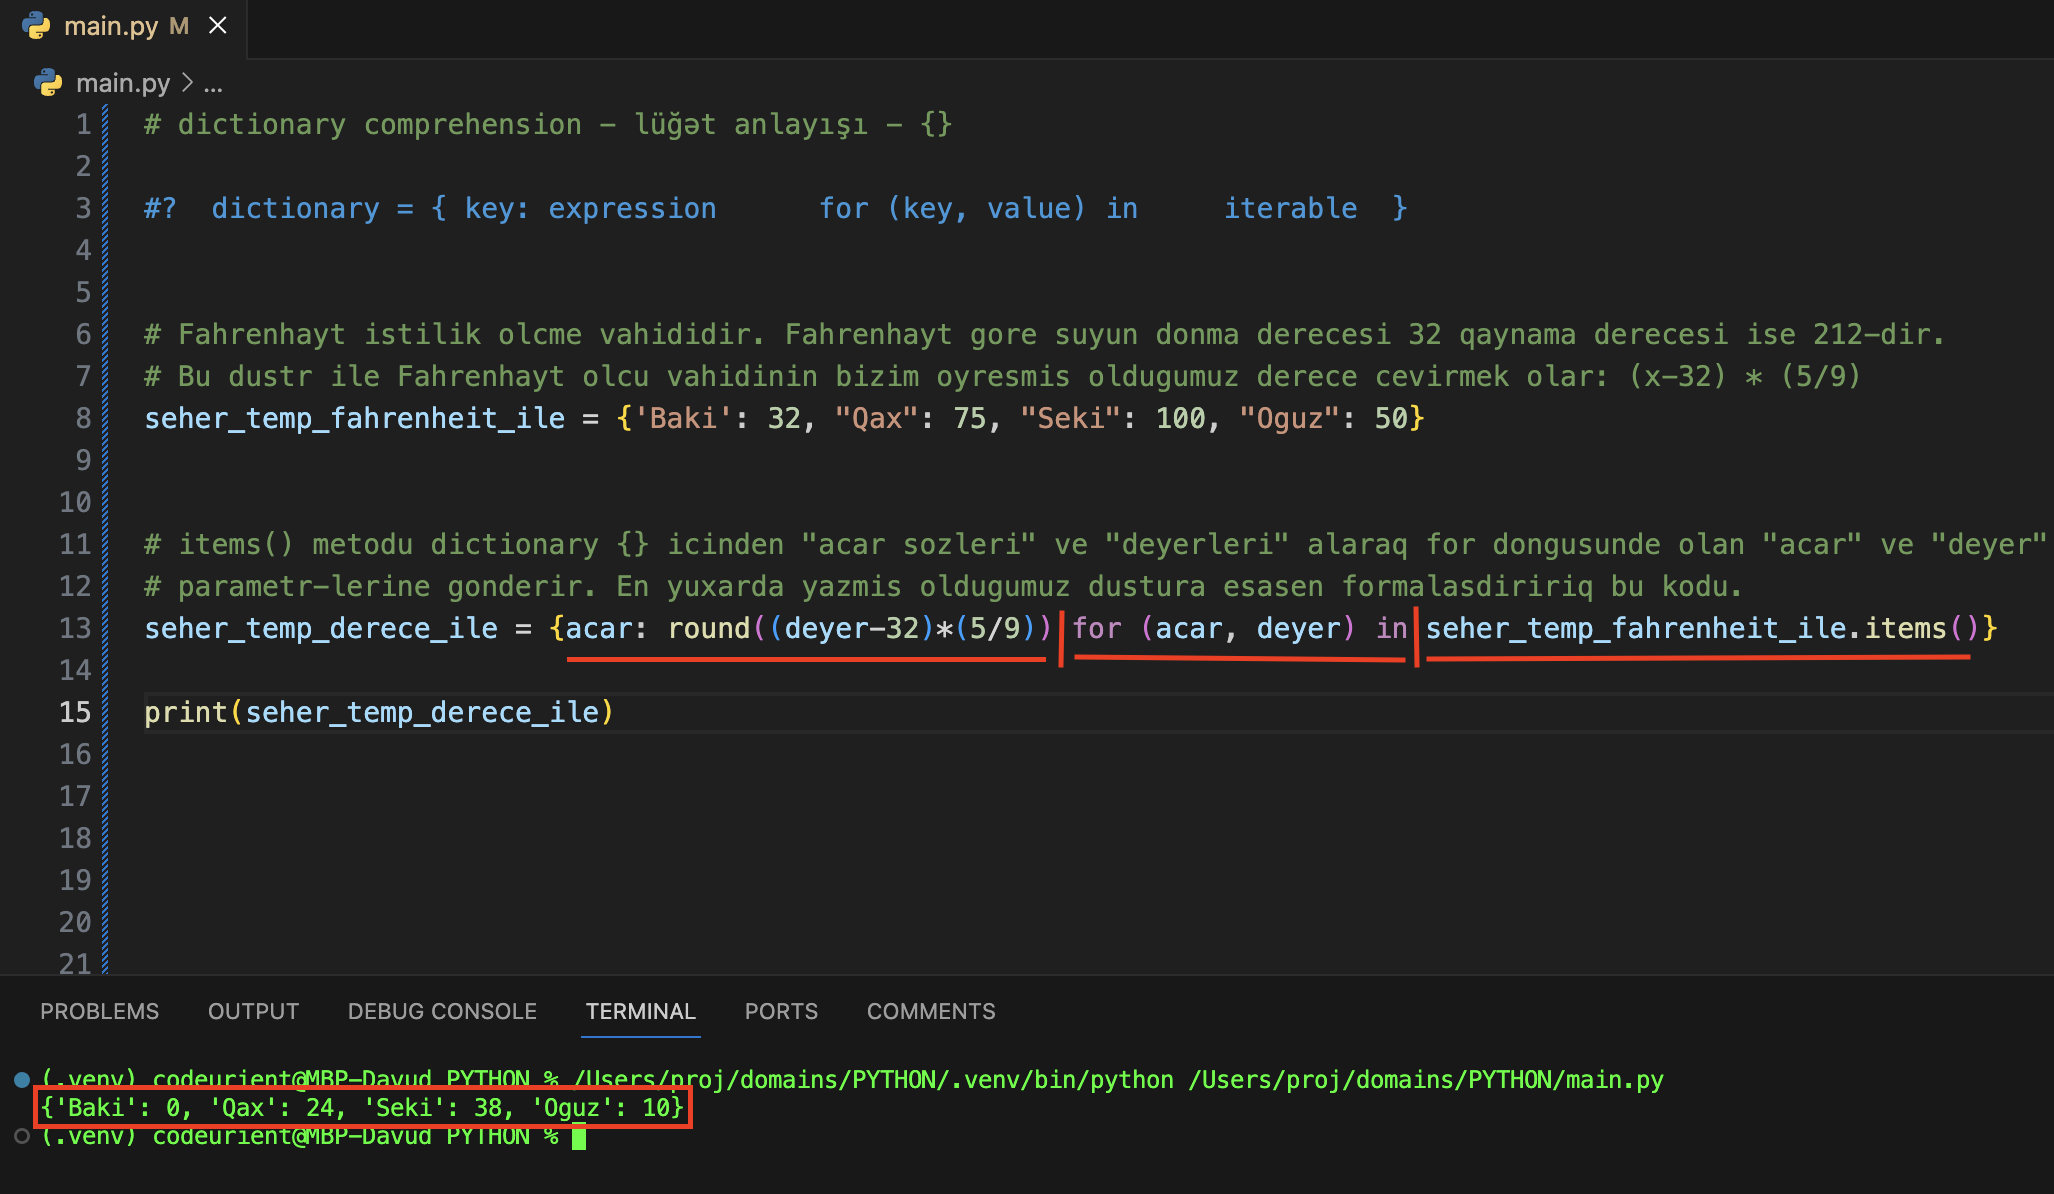 main.py M
main.py > ...
1 # dictionary comprehension - lüğət anlayışı - {}
2
3 #? dictionary = { key: expression for (key, value) in iterable }
4
5
6 # Fahrenhayt istilik olcme vahididir. Fahrenhayt gore suyun donma derecesi 32 qaynama derecesi ise 212-dir.
7 # Bu dustr ile Fahrenhayt olcu vahidinin bizim oyresmis oldugumuz derece cevirmek olar: (x-32) * (5/9)
8 seher_temp_fahrenheit_ile = {'Baki': 32, "Qax": 75, "Seki": 100, "Oguz": 50}
9
10
11 # items() metodu dictionary {} icinden "acar sozleri" ve "deyerleri" alaraq for dongusunde olan "acar" ve "deyer"
12 # parametr-lerine gonderir. En yuxarda yazmis oldugumuz dustura esasen formalasdiririq bu kodu.
13 seher_temp_derece_ile = {acar: round((deyer-32)*(5/9)) for (acar, deyer) in seher_temp_fahrenheit_ile.items()}
14
15 print(seher_temp_derece_ile)
16
17
18
19
20
21
PROBLEMS OUTPUT DEBUG CONSOLE TERMINAL PORTS COMMENTS
(.venv) codeurient@MBP-Davud PYTHON % /Users/proj/domains/PYTHON/.venv/bin/python /Users/proj/domains/PYTHON/main.py
{'Baki': 0, 'Qax': 24, 'Seki': 38, 'Oguz': 10}
(.venv) codeurient@MBP-Davud PYTHON %